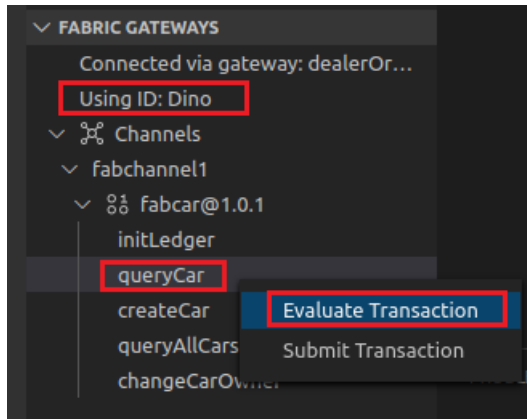 FABRIC GATEWAYS
Connected via gateway: dealerOr...
Using ID: Dino
Channels
fabchannel1
fabcar@1.0.1
initLedger
queryCar
createCar
Evaluate Transaction
queryAllCars
Submit Transaction
changeCarOwner